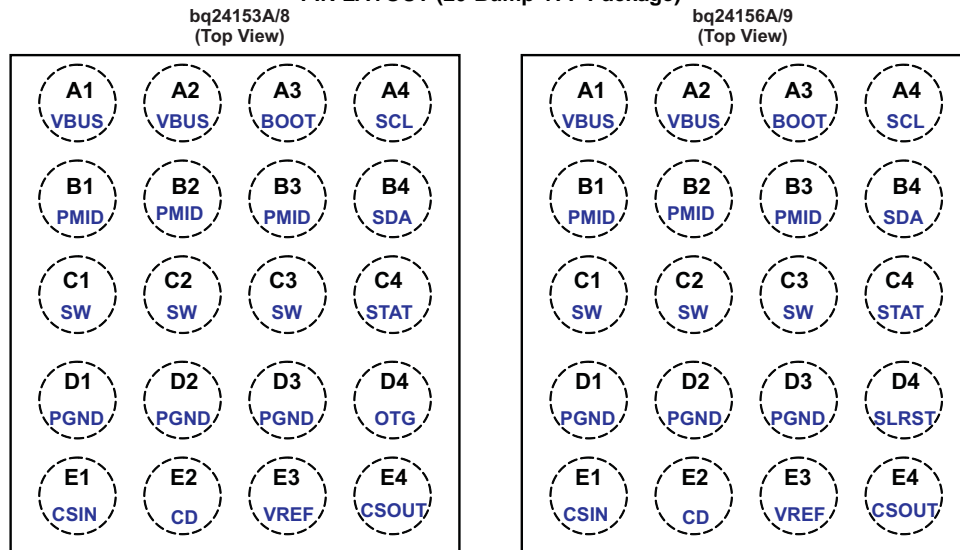 bq24153A/8
(Top View)
A1 A2 A3 A4
VBUS VBUS BOOT SCL
B1 B2 B3 B4
PMID PMID PMID SDA
C1 C2 C3 C4
SW SW SW STAT
D1 D2 D3 D4
PGND PGND PGND OTG
E1 E2 E3 E4
CSIN CD VREF CSOUT
bq24156A/9
(Top View)
A1 A2 A3 A4
VBUS VBUS BOOT SCL
B1 B2 B3 B4
PMID PMID PMID SDA
C1 C2 C3 C4
SW SW SW STAT
D1 D2 D3 D4
PGND PGND PGND SLRST
E1 E2 E3 E4
CSIN CD VREF CSOUT